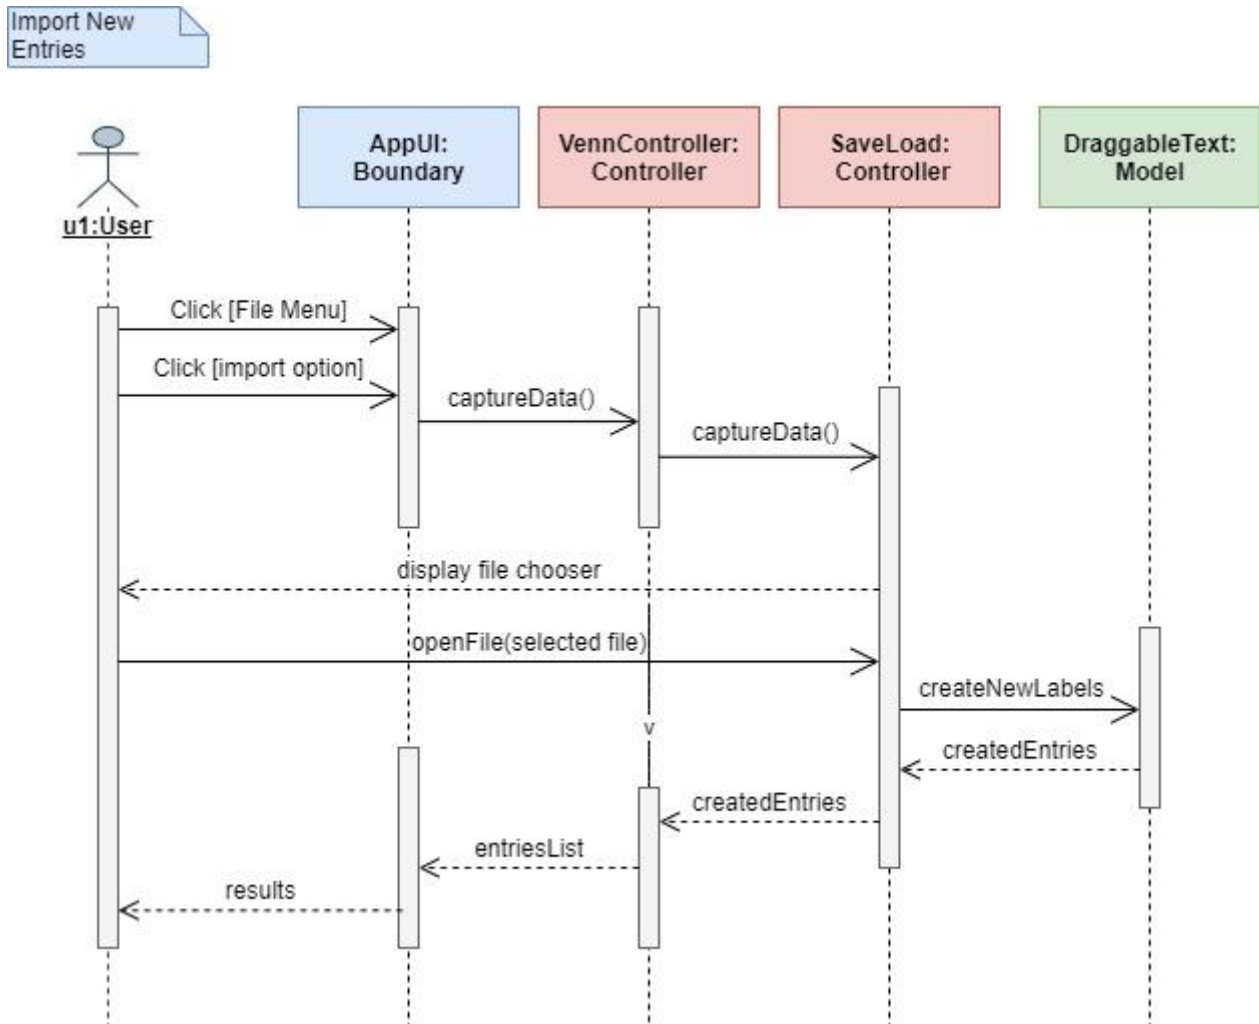 Import New
Entries
AppUI:
Boundary
VennController:
Controller
SaveLoad:
Controller
DraggableText:
Model
u1:User
Click [File Menu]
Click [import option]
captureData()
captureData()
display file chooser
openFile(selected file)
createNewLabels
v
createdEntries
createdEntries
entriesList
results